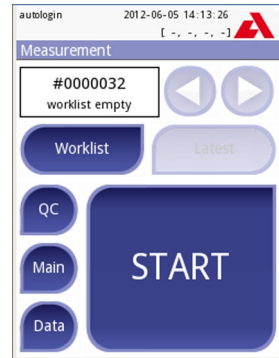 autologin 2012-06-05 14:13:26
[ -, -, -, -]
Measurement
#0000032
worklist empty
Worklist Latest
QC
Main
START
Data